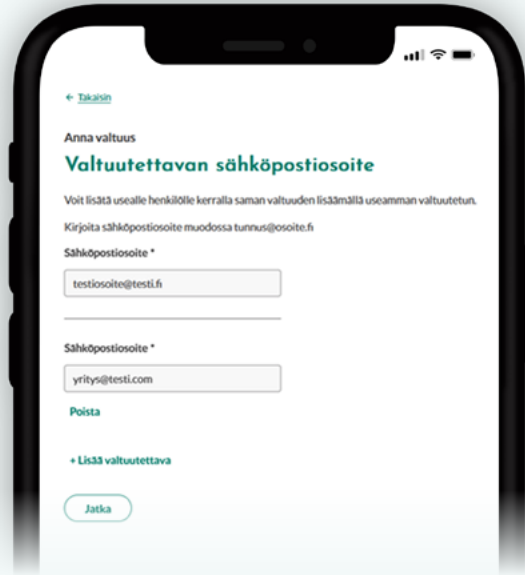 ← Takaisin
Anna valtuus
Valtuutettavan sähköpostiosoite
Voit lisätä usealle henkilölle kerralla saman valtuuden lisäämällä useamman valtuutetun.
Kirjoita sähköpostiosoite muodossa tunnus@osoite.fi
Sähköpostiosoite *
testiosoite@testi.fi
Sähköpostiosoite *
yritys@testi.com
Poista
+ Lisää valtuutettava
Jatka